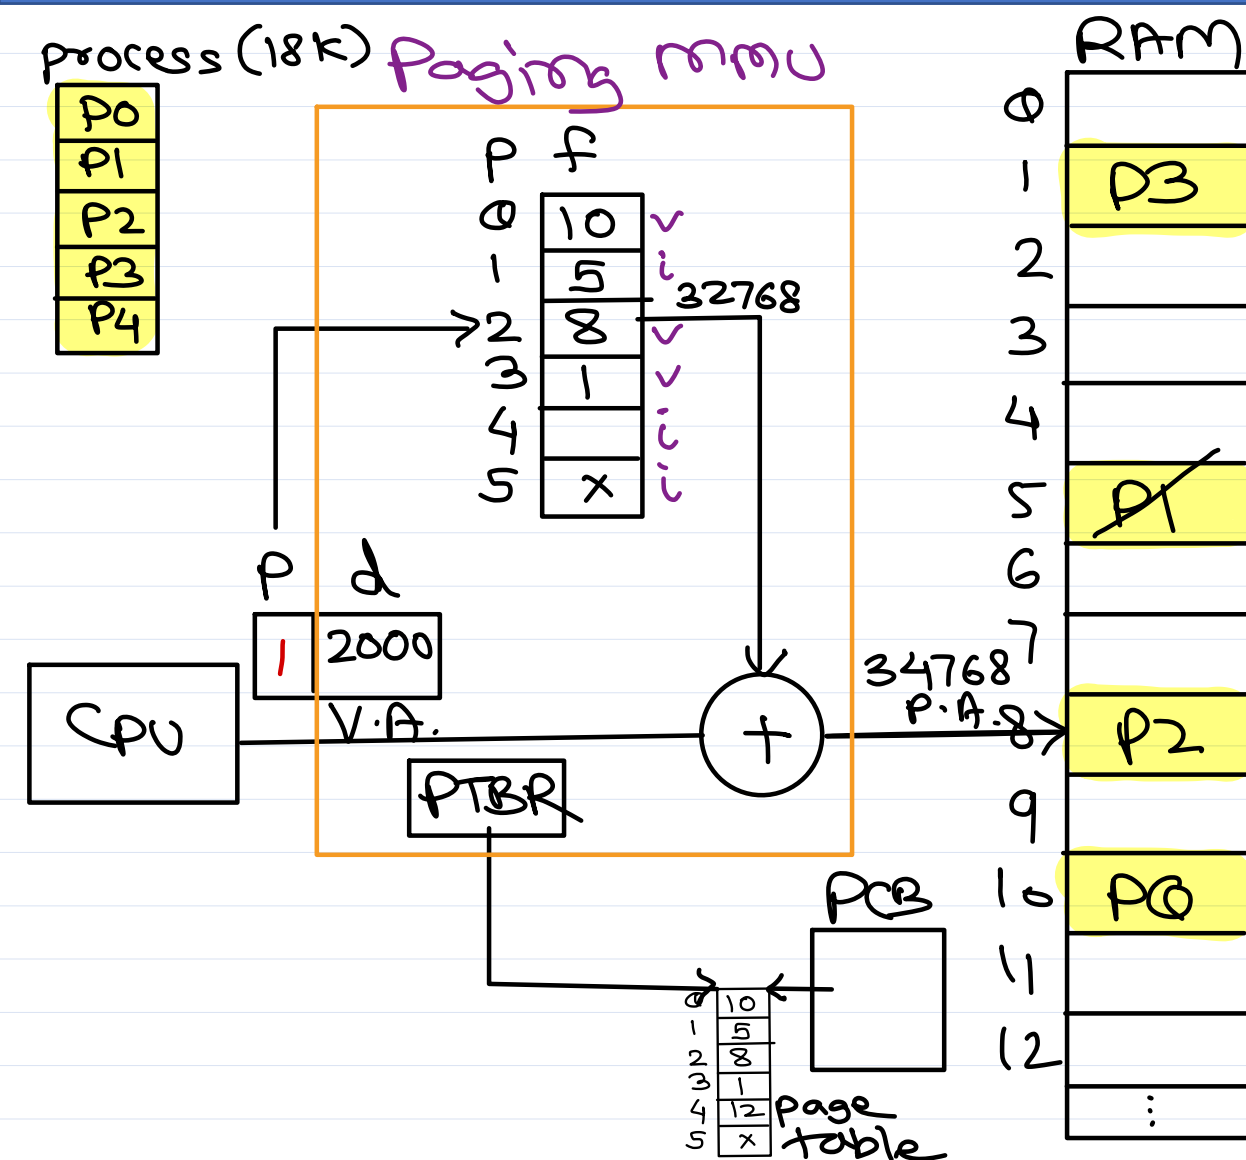 process (18K)
Paging MMU
RAM
P0
P1
P2
P3
P4
p f
0 10 v
1 5 i
2 8 v
3 1 v
4 i
5 x i
32768
p d
1 2000
V.A.
CPU
PTBR
+
34768
P.A.
0
1 P3
2
3
4
5 P1
6
7
8 P2
9
10 P0
11
12
⋮
PCB
0 10
1 5
2 8
3 1
4 12
5 x
page
table